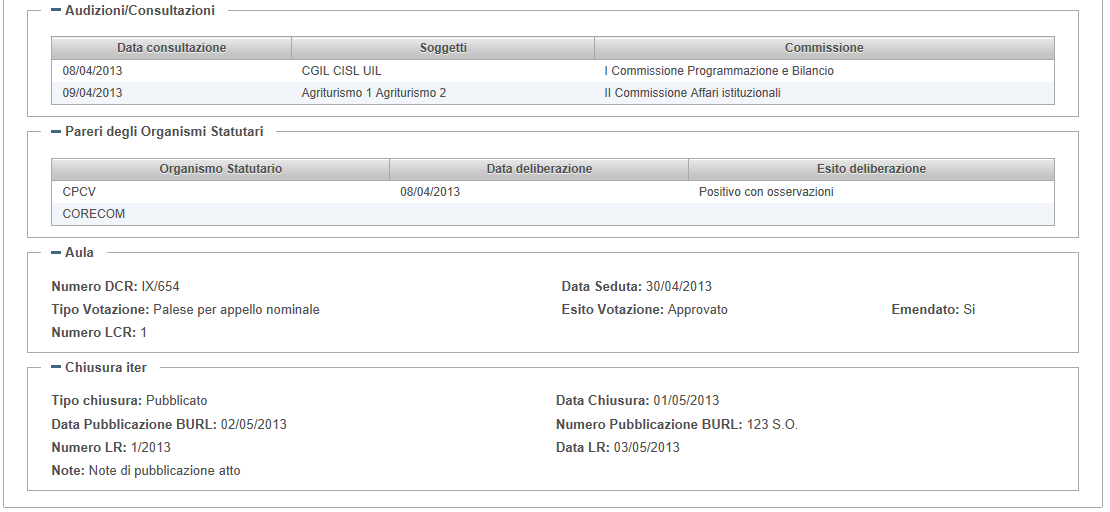 Audizioni/Consultazioni
Data consultazione Soggetti Commissione
08/04/2013 CGIL CISL UIL I Commissione Programmazione e Bilancio
09/04/2013 Agriturismo 1 Agriturismo 2 II Commissione Affari istituzionali
Pareri degli Organismi Statutari
Organismo Statutario Data deliberazione Esito deliberazione
CPCV 08/04/2013 Positivo con osservazioni
CORECOM
Aula
Numero DCR: IX/654 Data Seduta: 30/04/2013
Tipo Votazione: Palese per appello nominale Esito Votazione: Approvato Emendato: Si
Numero LCR: 1
Chiusura iter
Tipo chiusura: Pubblicato Data Chiusura: 01/05/2013
Data Pubblicazione BURL: 02/05/2013 Numero Pubblicazione BURL: 123 S.O.
Numero LR: 1/2013 Data LR: 03/05/2013
Note: Note di pubblicazione atto